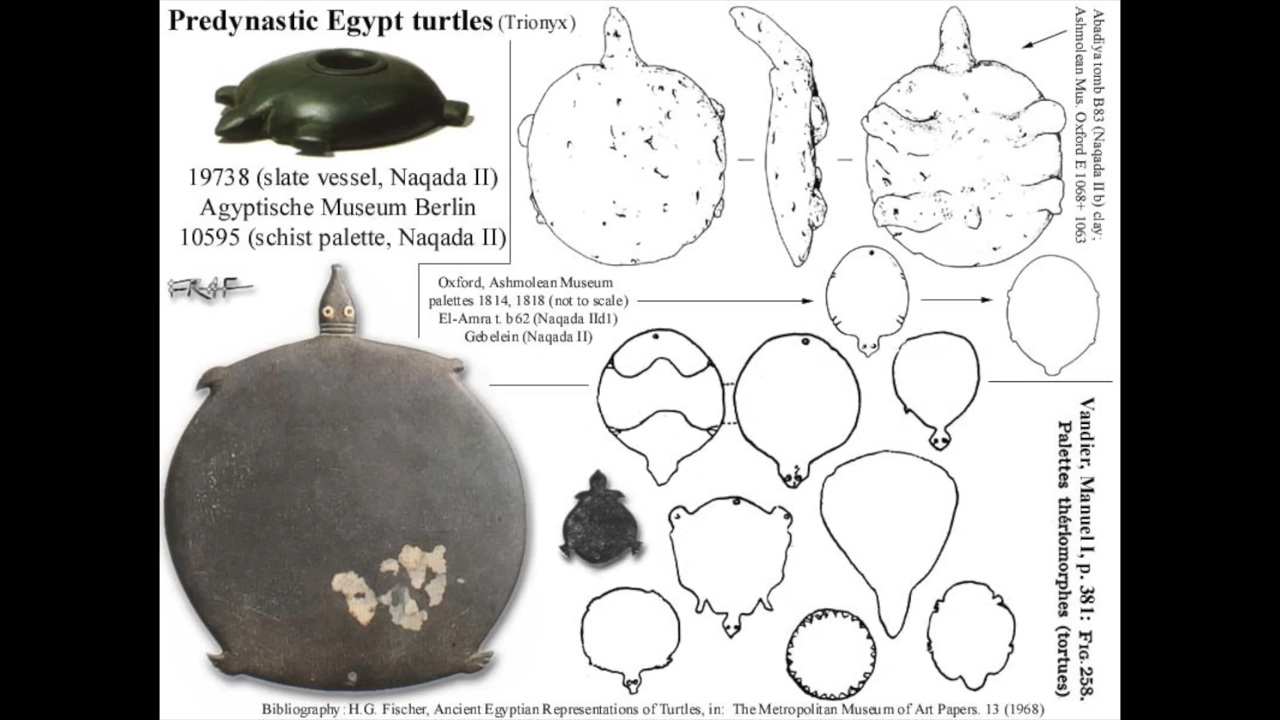 Predynastic Egypt turtles (Trionyx)
19738 (slate vessel, Naqada II)
Agyptische Museum Berlin
10595 (schist palette, Naqada II)
Abadiya tomb B83 (Naqada II b) clay;
Ashmolean Mus. Oxford E 1068+ 1063
Oxford, Ashmolean Museum
palettes 1814, 1818 (not to scale)
El-Amra t. b62 (Naqada IId1)
Gebelein (Naqada II)
Vandier, Manuel I, p. 381: FIG.258.
Palettes thériomorphes (tortues)
Bibliography: H.G. Fischer, Ancient Egyptian Representations of Turtles, in: The Metropolitan Museum of Art Papers. 13 (1968)